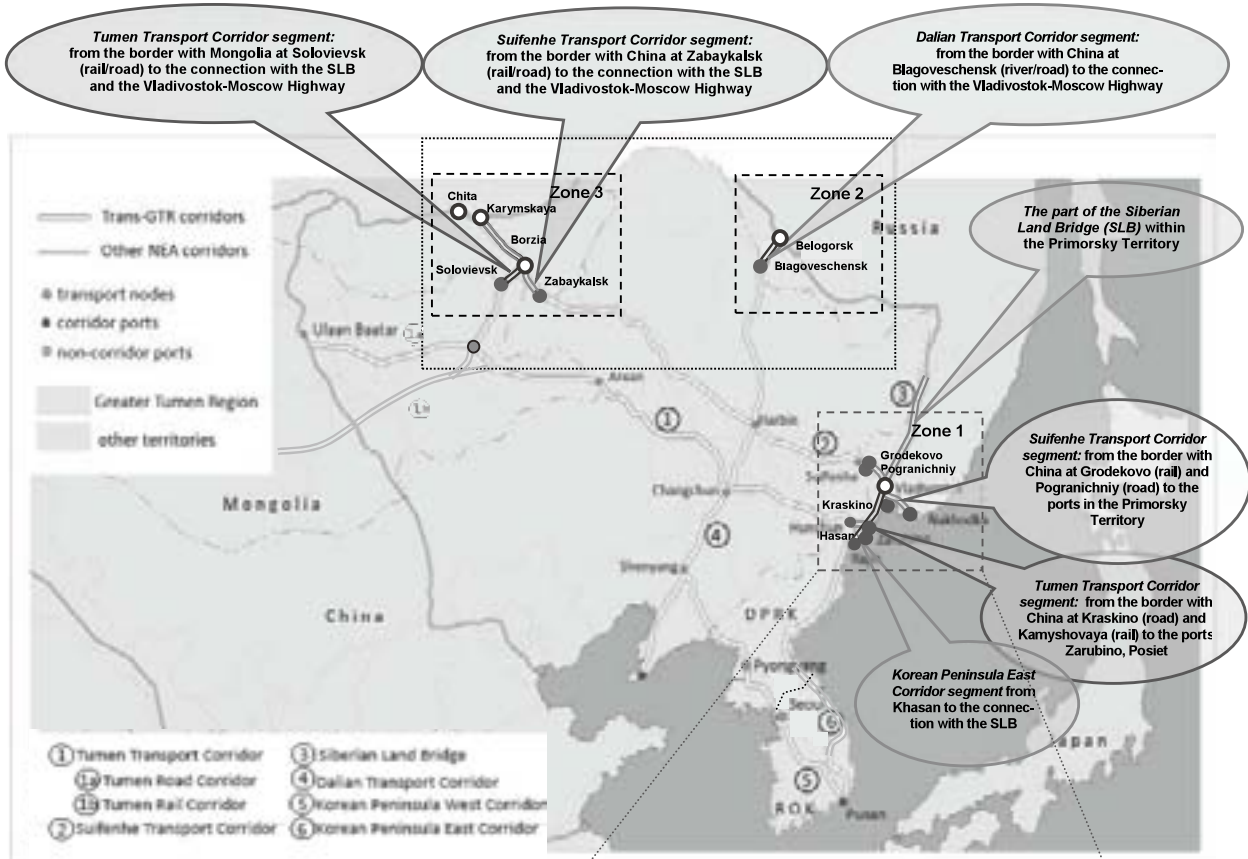 Tumen Transport Corridor segment:
from the border with Mongolia at Solovievsk
(rail/road) to the connection with the SLB
and the Vladivostok-Moscow Highway
Suifenhe Transport Corridor segment:
from the border with China at Zabaykalsk
(rail/road) to the connection with the SLB
and the Vladivostok-Moscow Highway
Dalian Transport Corridor segment:
from the border with China at
Blagoveschensk (river/road) to the connec-
tion with the Vladivostok-Moscow Highway
Zone 3
Chita
Karymskaya
Borzia
Solovievsk
Zabaykalsk
Zone 2
Belogorsk
Blagoveschensk
Russia
The part of the Siberian
Land Bridge (SLB) within
the Primorsky Territory
Trans-GTR corridors
Other NEA corridors
transport nodes
corridor ports
non-corridor ports
Greater Tumen Region
other territories
Ulaan Baatar
1a
1b
Arxan
1
Harbin
2
3
Zone 1
Grodekovo
Pogranichniy
Suifenhe
Changchun
Kraskino
Nakhodka
Hasan
4
Shenyang
Mongolia
China
DPRK
Pyongyang
Seoul
6
5
ROK
Pusan
Japan
Suifenhe Transport Corridor
segment: from the border with
China at Grodekovo (rail) and
Pogranichniy (road) to the
ports in the Primorsky
Territory
Tumen Transport Corridor
segment: from the border with
China at Kraskino (road) and
Kamyshovaya (rail) to the ports
Zarubino, Posiet
Korean Peninsula East
Corridor segment from
Khasan to the connec-
tion with the SLB
1 Tumen Transport Corridor
1a Tumen Road Corridor
1b Tumen Rail Corridor
2 Suifenhe Transport Corridor
3 Siberian Land Bridge
4 Dalian Transport Corridor
5 Korean Peninsula West Corridor
6 Korean Peninsula East Corridor